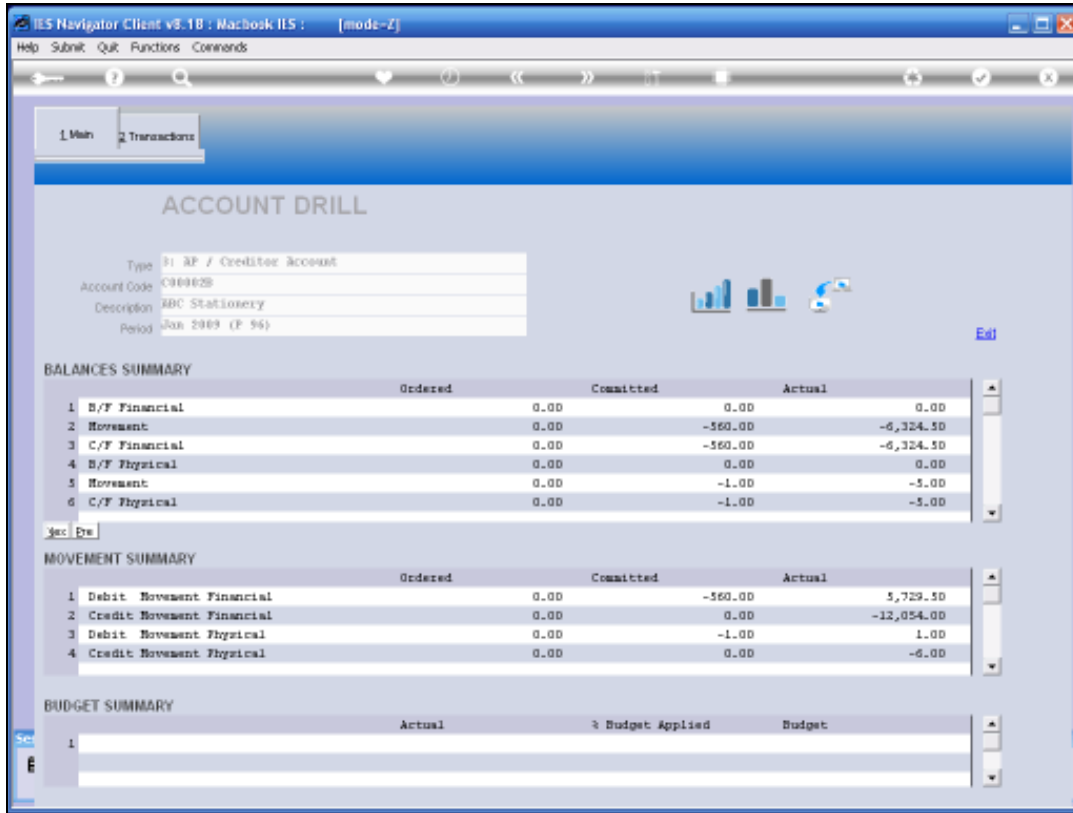 IES Navigator Client v8.18 : Macbook IES : [mode=Z]
Help Submit Quit Functions Commands
1 Main 2 Transactions
ACCOUNT DRILL
Type 3: AP / Creditor Account
Account Code C000028
Description ABC Stationery
Period Jan 2009 (P 96)
Exit
BALANCES SUMMARY
Ordered Committed Actual
1 B/F Financial 0.00 0.00 0.00
2 Movement 0.00 -560.00 -6,324.50
3 C/F Financial 0.00 -560.00 -6,324.50
4 B/F Physical 0.00 0.00 0.00
5 Movement 0.00 -1.00 -5.00
6 C/F Physical 0.00 -1.00 -5.00
Pre
MOVEMENT SUMMARY
Ordered Committed Actual
1 Debit Movement Financial 0.00 -560.00 5,729.50
2 Credit Movement Financial 0.00 0.00 -12,054.00
3 Debit Movement Physical 0.00 -1.00 1.00
4 Credit Movement Physical 0.00 0.00 -6.00
BUDGET SUMMARY
Actual % Budget Applied Budget
1